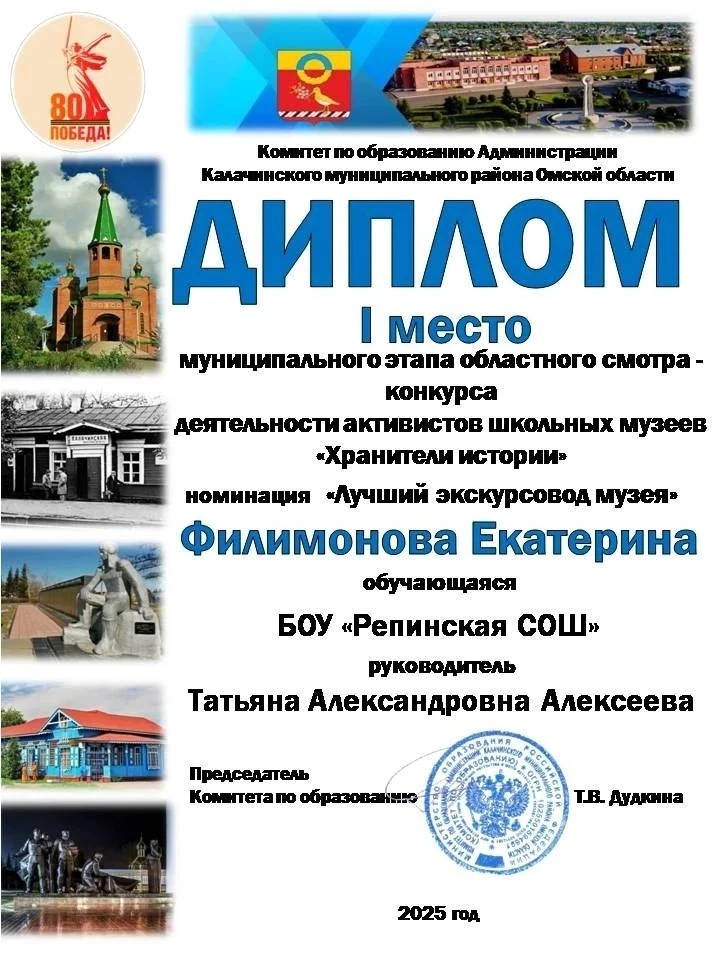 80
ПОБЕДА!
Комитет по образованию Администрации
Калачинского муниципального района Омской области
ДИПЛОМ
I место
муниципального этапа областного смотра -
конкурса
деятельности активистов школьных музеев
«Хранители истории»
номинация «Лучший экскурсовод музея»
Филимонова Екатерина
обучающаяся
БОУ «Репинская СОШ»
руководитель
Татьяна Александровна Алексеева
Председатель
Комитета по образованию
Т.В. Дудкина
2025 год